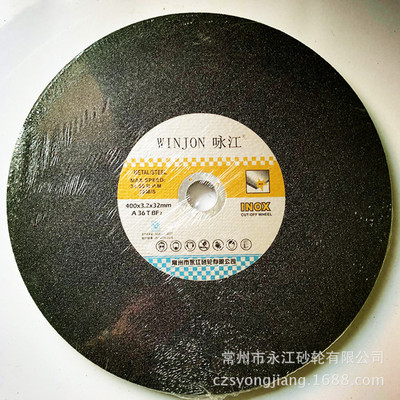 WINJON 咏江
METAL/STEEL
MAX SPEED
400x3.2x32mm
A 36 T BF
INOX
CUT-OFF WHEEL
常州市永江砂轮有限公司
常州市永江砂轮有限公司
czsyongjiang.1688.com